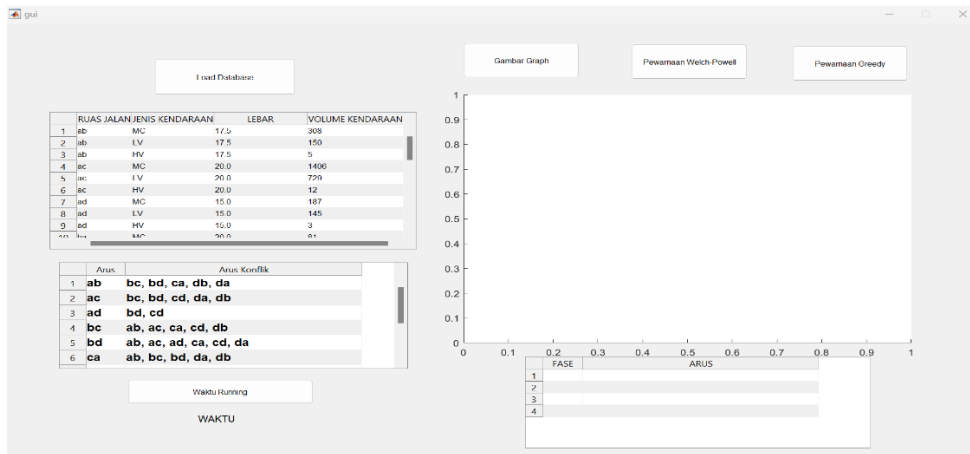 gui
Load Database
Gambar Graph
Pewarnaan Welch-Powell
Pewarnaan Greedy
RUAS JALAN JENIS KENDARAAN LEBAR VOLUME KENDARAAN
1 ab MC 17.5 308
2 ab LV 17.5 150
3 ab HV 17.5 5
4 ac MC 20.0 1406
5 ac LV 20.0 729
6 ac HV 20.0 12
7 ad MC 15.0 187
8 ad LV 15.0 145
9 ad HV 15.0 3
10 MC 20.0 81
Arus Arus Konflik
1 ab bc, bd, ca, db, da
2 ac bc, bd, cd, da, db
3 ad bd, cd
4 bc ab, ac, ca, cd, db
5 bd ab, ac, ad, ca, cd, da
6 ca ab, bc, bd, da, db
Waktu Running
WAKTU
1
0.9
0.8
0.7
0.6
0.5
0.4
0.3
0.2
0.1
0
0 0.1 0.2 0.3 0.4 0.5 0.6 0.7 0.8 0.9 1
FASE ARUS
1
2
3
4